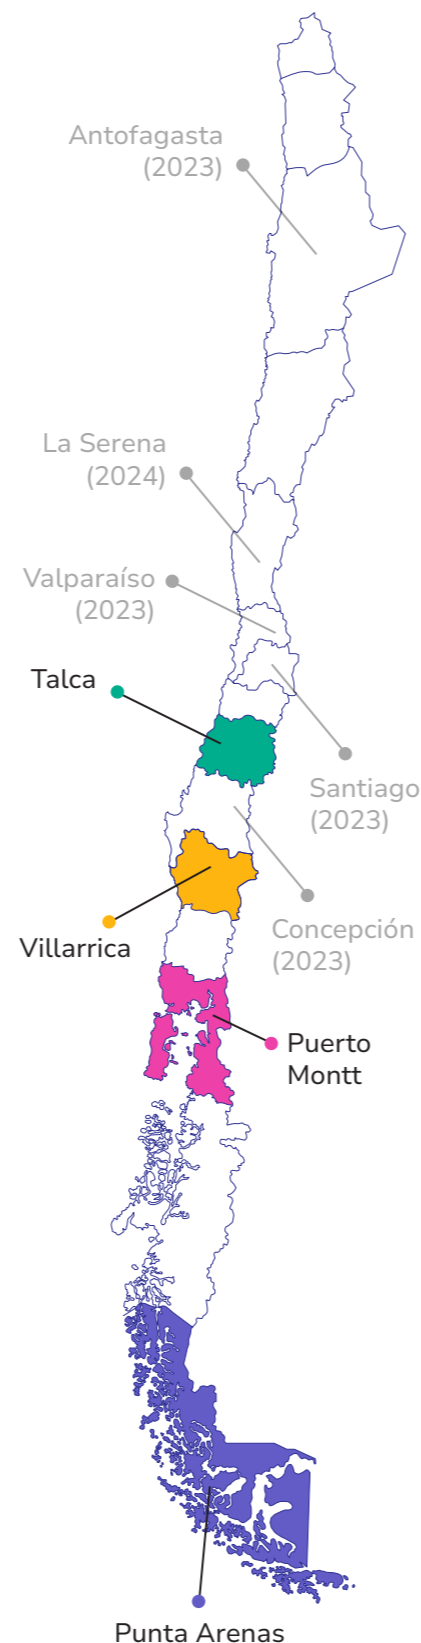 Antofagasta
(2023)
La Serena
(2024)
Valparaíso
(2023)
Talca
Santiago
(2023)
Concepción
(2023)
Villarrica
Puerto
Montt
Punta Arenas